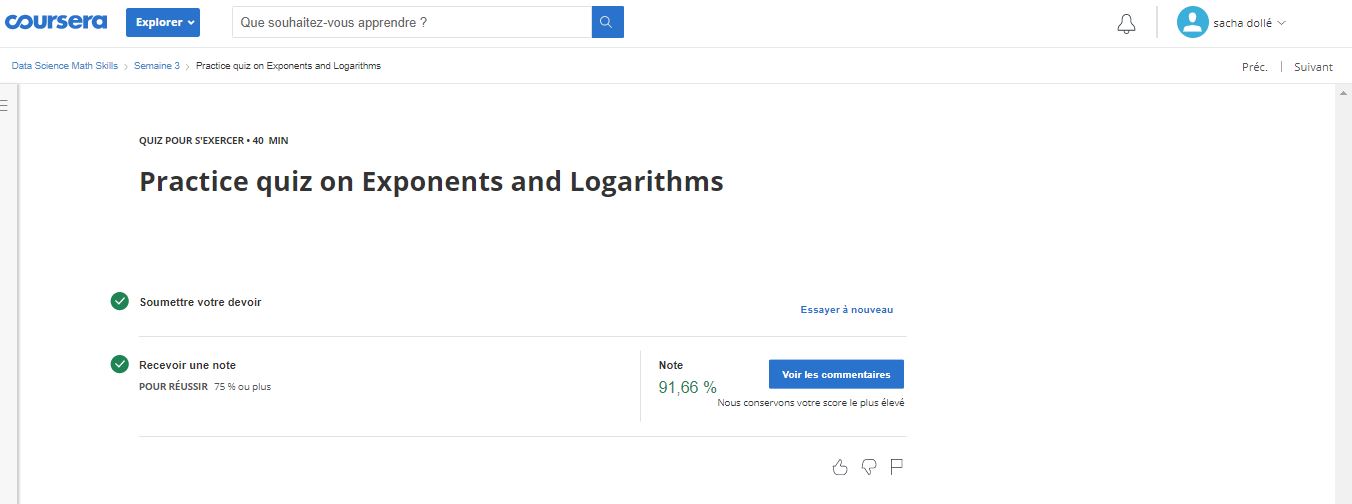 coursera
Explorer
Que souhaitez-vous apprendre ?
sacha dollé
Data Science Math Skills > Semaine 3 > Practice quiz on Exponents and Logarithms
Préc. | Suivant
QUIZ POUR S'EXERCER • 40 MIN
Practice quiz on Exponents and Logarithms
Soumettre votre devoir
Essayer à nouveau
Recevoir une note
POUR RÉUSSIR 75 % ou plus
Note
91,66 %
Voir les commentaires
Nous conservons votre score le plus élevé